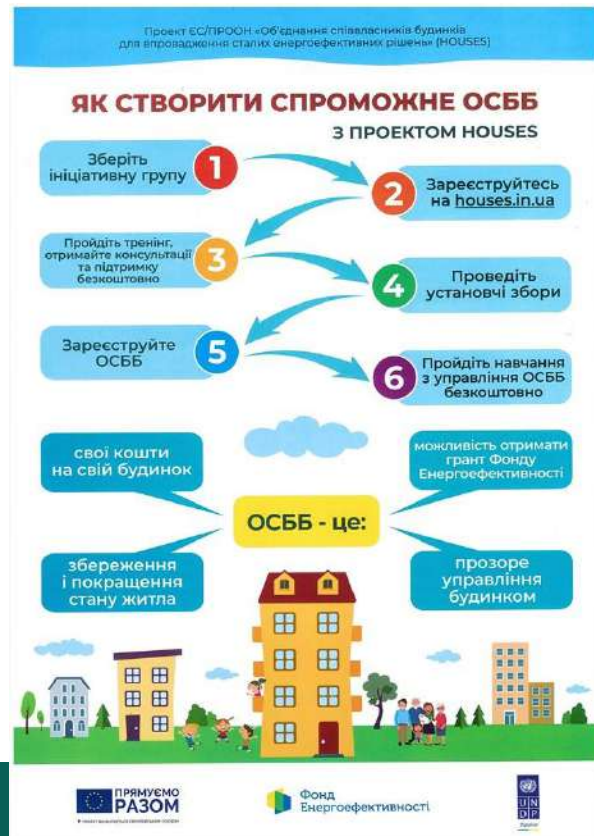 Проект ЄС/ПРООН «Об'єднання співвласників будинків
для впровадження сталих енергоефективних рішень» (HOUSES)
ЯК СТВОРИТИ СПРОМОЖНЕ ОСББ
З ПРОЕКТОМ HOUSES
Зберіть
ініціативну групу
1
2
Зареєструйтесь
на houses.in.ua
Пройдіть тренінг,
отримайте консультації
та підтримку
безкоштовно
3
4
Проведіть
установчі збори
Зареєструйте
ОСББ
5
6
Пройдіть навчання
з управління ОСББ
безкоштовно
свої кошти
на свій будинок
можливість отримати
грант Фонду
Енергоефективності
ОСББ - це:
збереження
і покращення
стану житла
прозоре
управління
будинком
ПРЯМУЄМО
РАЗОМ
Фонд
Енергоефективності
U N
D P